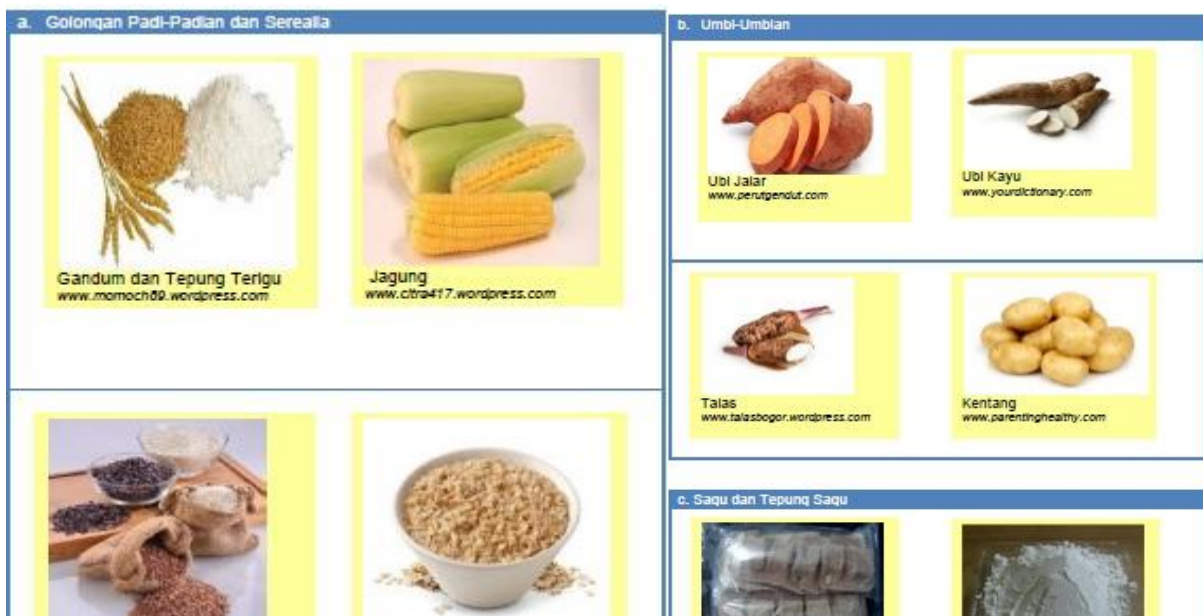 a. Golongan Padi-Padian dan Serealia
Gandum dan Tepung Terigu
www.momoch69.wordpress.com
Jagung
www.citra417.wordpress.com
b. Umbi-Umbian
Ubi Jalar
www.perutgendut.com
Ubi Kayu
www.yourdictionary.com
Talas
www.talasbogor.wordpress.com
Kentang
www.parentinghealthy.com
c. Sagu dan Tepung Sagu